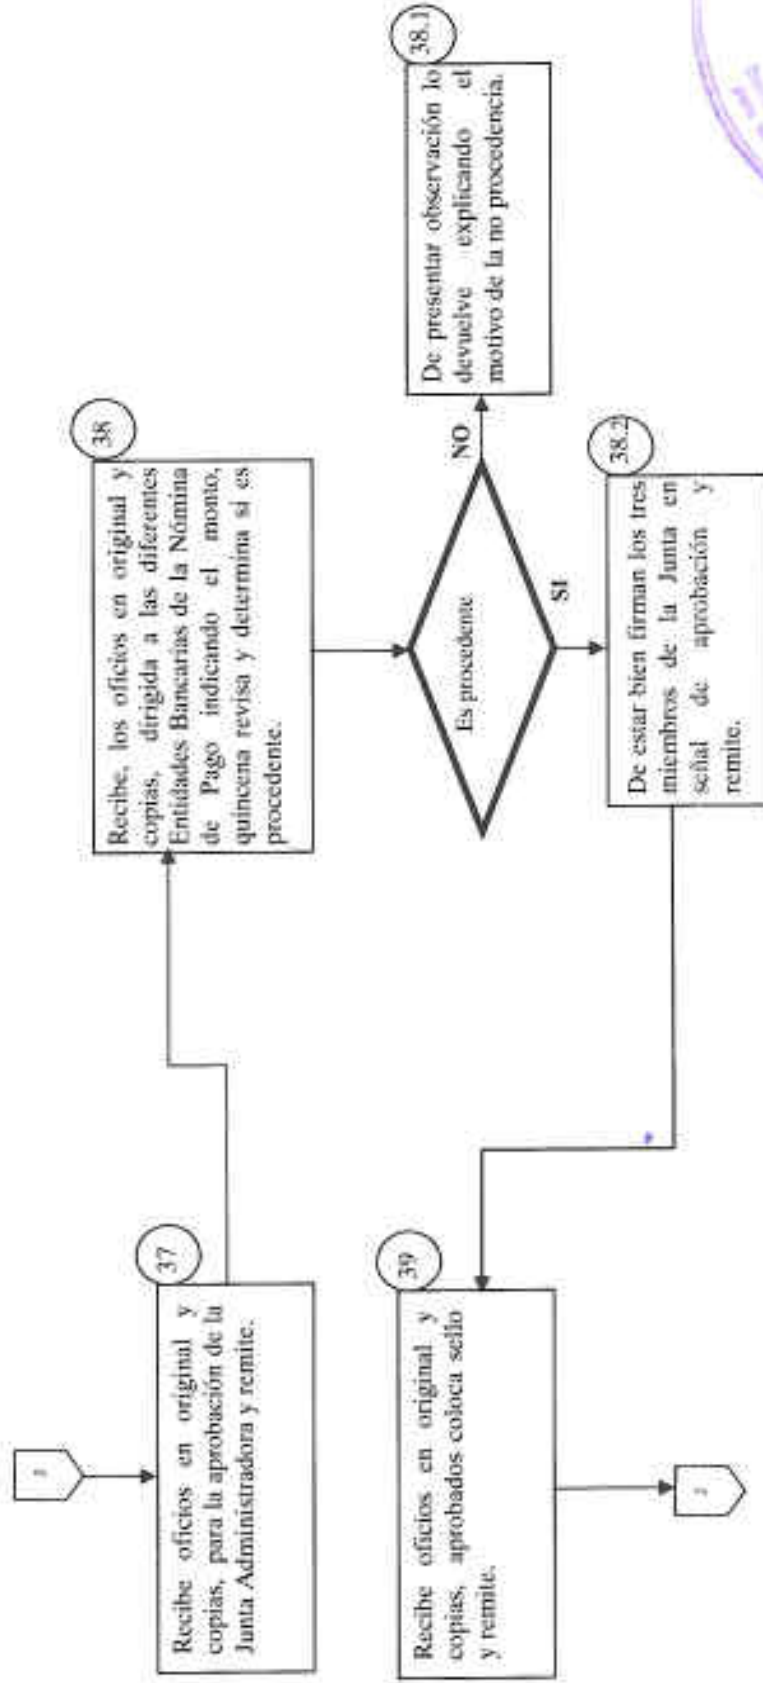 37
Recibe oficios en original y
copias, para la aprobación de la
Junta Administradora y remite.
38
Recibe, los oficios en original y
copias, dirigida a las diferentes
Entidades Bancarias de la Nómina
de Pago indicando el monto,
quincena revisa y determina si es
procedente.
Es procedente
NO
38.1
De presentar observación lo
devuelve explicando el
motivo de la no procedencia.
SI
38.2
De estar bien firman los tres
miembros de la Junta en
señal de aprobación y
remite.
39
Recibe oficios en original y
copias, aprobados coloca sello
y remite.